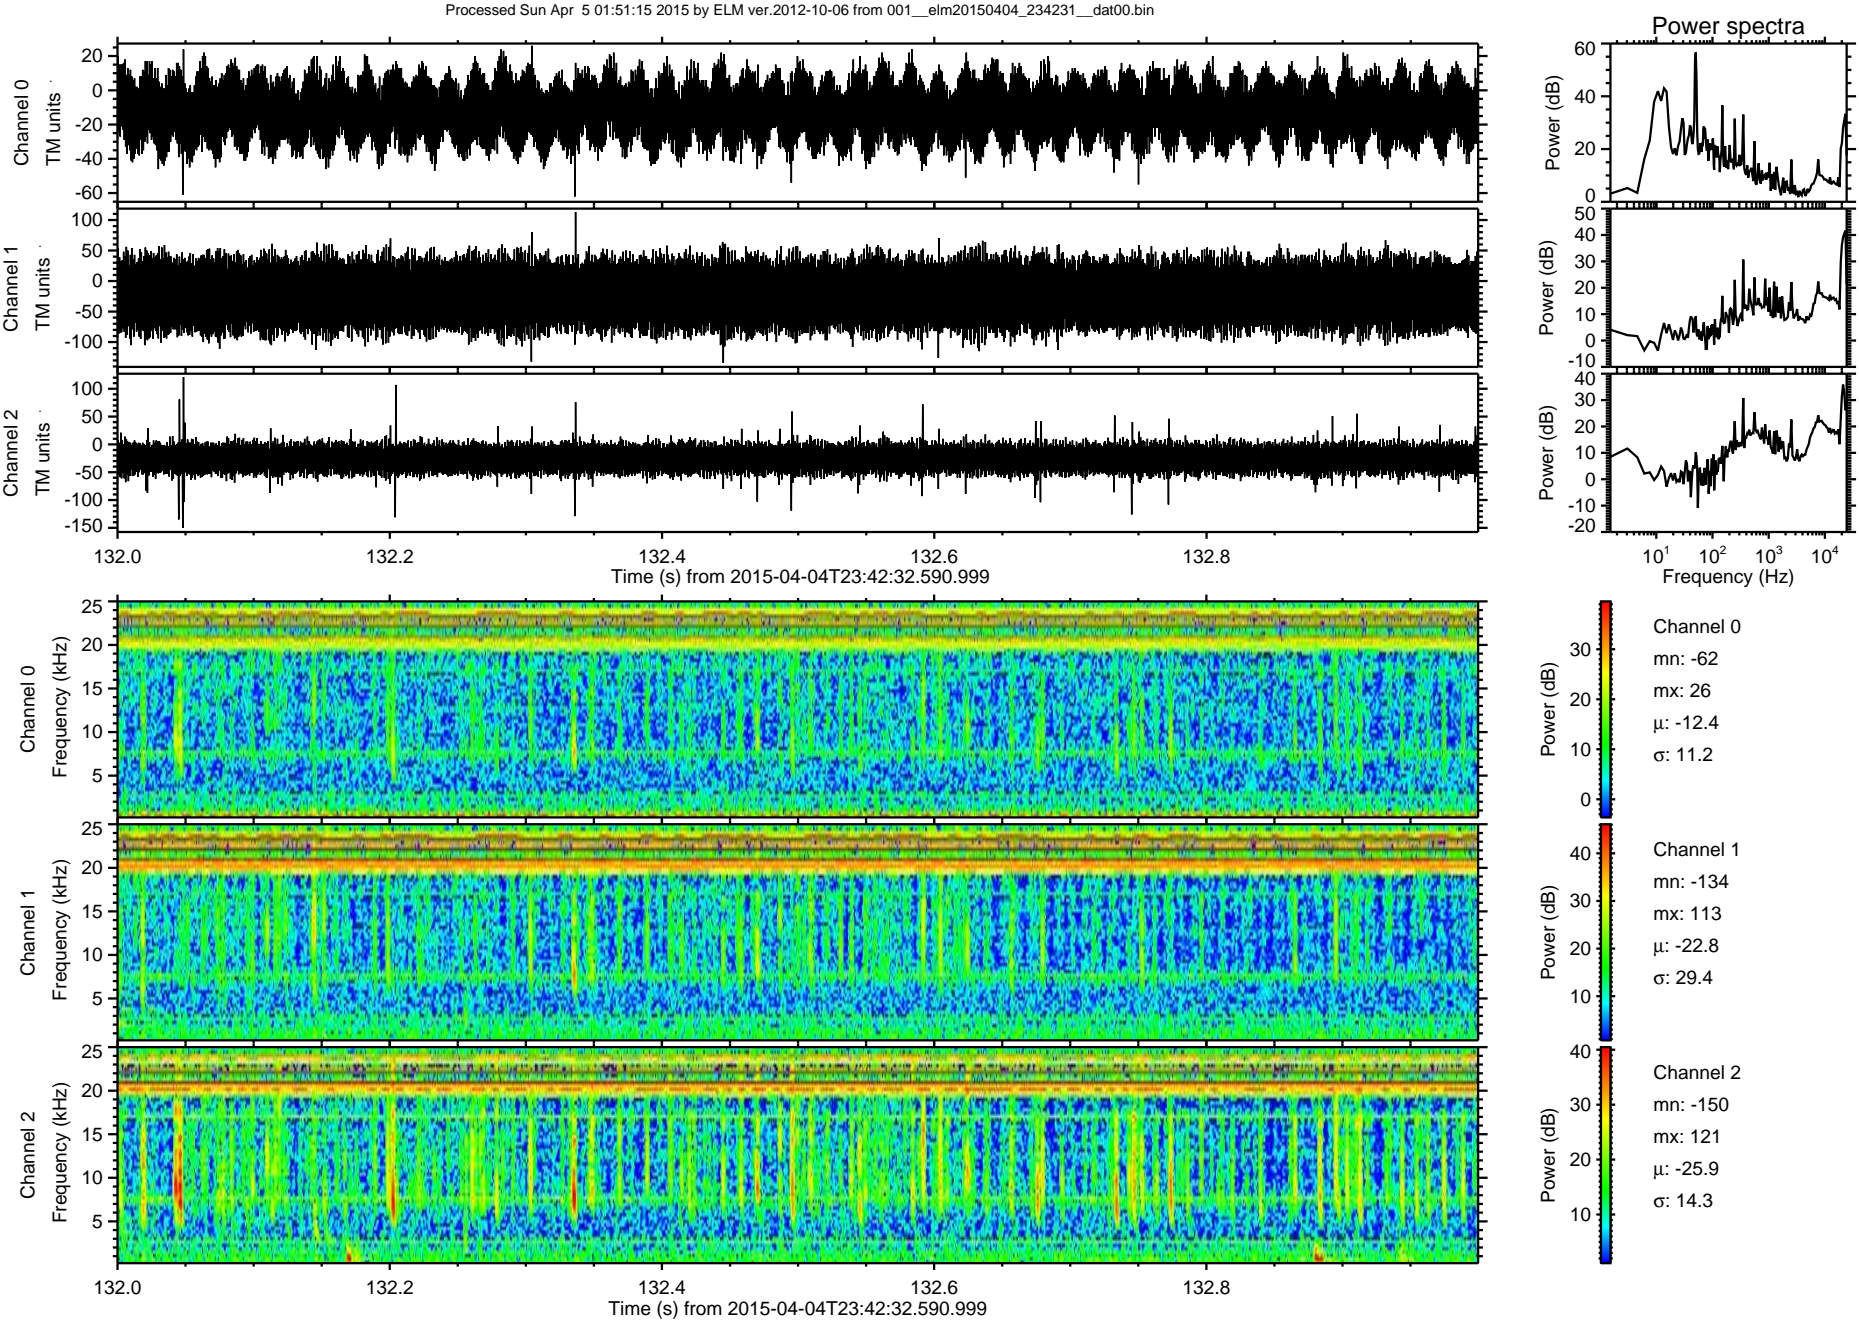 Processed Sun Apr  5 01:51:15 2015 by ELM ver.2012-10-06 from 001__elm20150404_234231__dat00.bin
Power spectra
Channel 0
TM units
20
0
-20
-40
-60
Power (dB)
60
40
20
0
Channel 1
TM units
100
50
0
-50
-100
Power (dB)
50
40
30
20
10
0
-10
Channel 2
TM units
100
50
0
-50
-100
-150
Power (dB)
40
30
20
10
0
-10
-20
132.0 132.2 132.4 132.6 132.8
Time (s) from 2015-04-04T23:42:32.590.999
10^1 10^2 10^3 10^4
Frequency (Hz)
Channel 0
Frequency (kHz)
25
20
15
10
5
Power (dB)
30
20
10
0
Channel 0
mn: -62
mx: 26
μ: -12.4
σ: 11.2
Channel 1
Frequency (kHz)
25
20
15
10
5
Power (dB)
40
30
20
10
Channel 1
mn: -134
mx: 113
μ: -22.8
σ: 29.4
Channel 2
Frequency (kHz)
25
20
15
10
5
Power (dB)
40
30
20
10
Channel 2
mn: -150
mx: 121
μ: -25.9
σ: 14.3
132.0 132.2 132.4 132.6 132.8
Time (s) from 2015-04-04T23:42:32.590.999